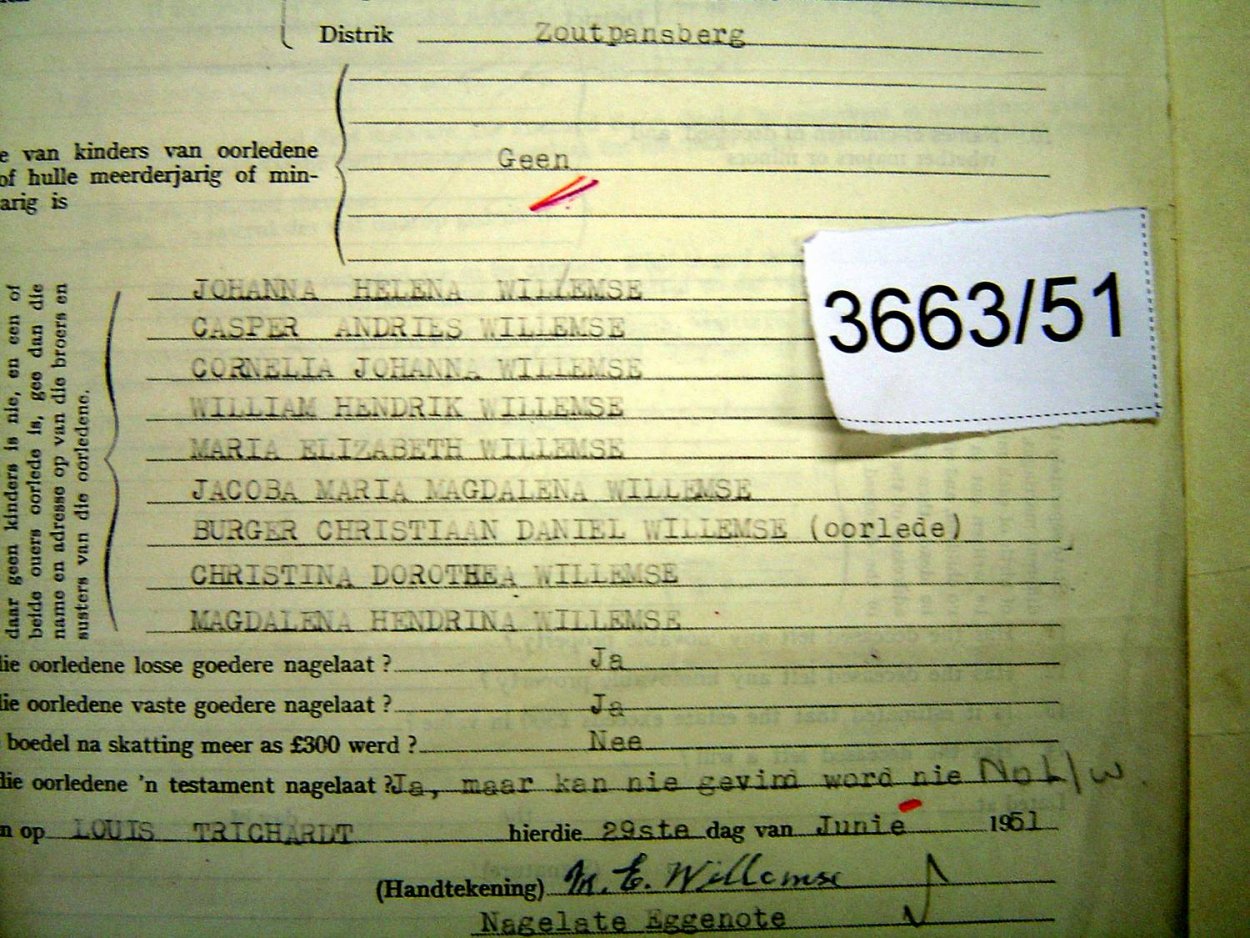 Distrik Zoutpansberg
e van kinders van oorledene
of hulle meerderjarig of min-
arig is
Geen
3663/51
daar geen kinders is nie, en een of
beide ouers oorlede is, gee dan die
name en adresse op van die broers en
susters van die oorledene.
JOHANNA HELENA WILLEMSE
CASPER ANDRIES WILLEMSE
CORNELIA JOHANNA WILLEMSE
WILLIAM HENDRIK WILLEMSE
MARIA ELIZABETH WILLEMSE
JACOBA MARIA MAGDALENA WILLEMSE
BURGER CHRISTIAAN DANIEL WILLEMSE (oorlede)
CHRISTINA DOROTHEA WILLEMSE
MAGDALENA HENDRINA WILLEMSE
die oorledene losse goedere nagelaat ? Ja
die oorledene vaste goedere nagelaat ? Ja
boedel na skatting meer as £300 werd ? Nee
die oorledene 'n testament nagelaat ? Ja, maar kan nie gevind word nie No L/W.
n op LOUIS TRICHARDT hierdie 29ste dag van Junie 1951
(Handtekening) M. E. Willemse
Nagelate Eggenote